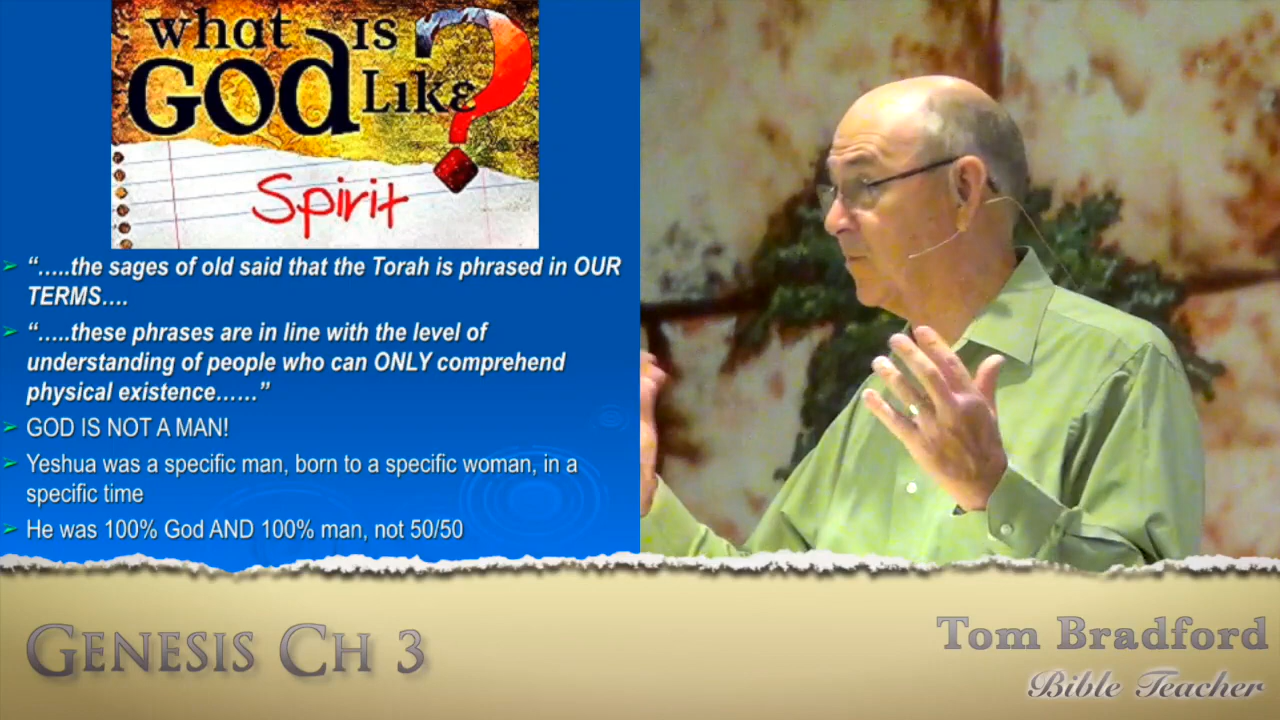 what is
GOD Like?
Spirit
➢ “…..the sages of old said that the Torah is phrased in OUR
TERMS….
➢ “…..these phrases are in line with the level of
understanding of people who can ONLY comprehend
physical existence……”
➢ GOD IS NOT A MAN!
➢ Yeshua was a specific man, born to a specific woman, in a
specific time
➢ He was 100% God AND 100% man, not 50/50
GENESIS CH 3
Tom Bradford
Bible Teacher